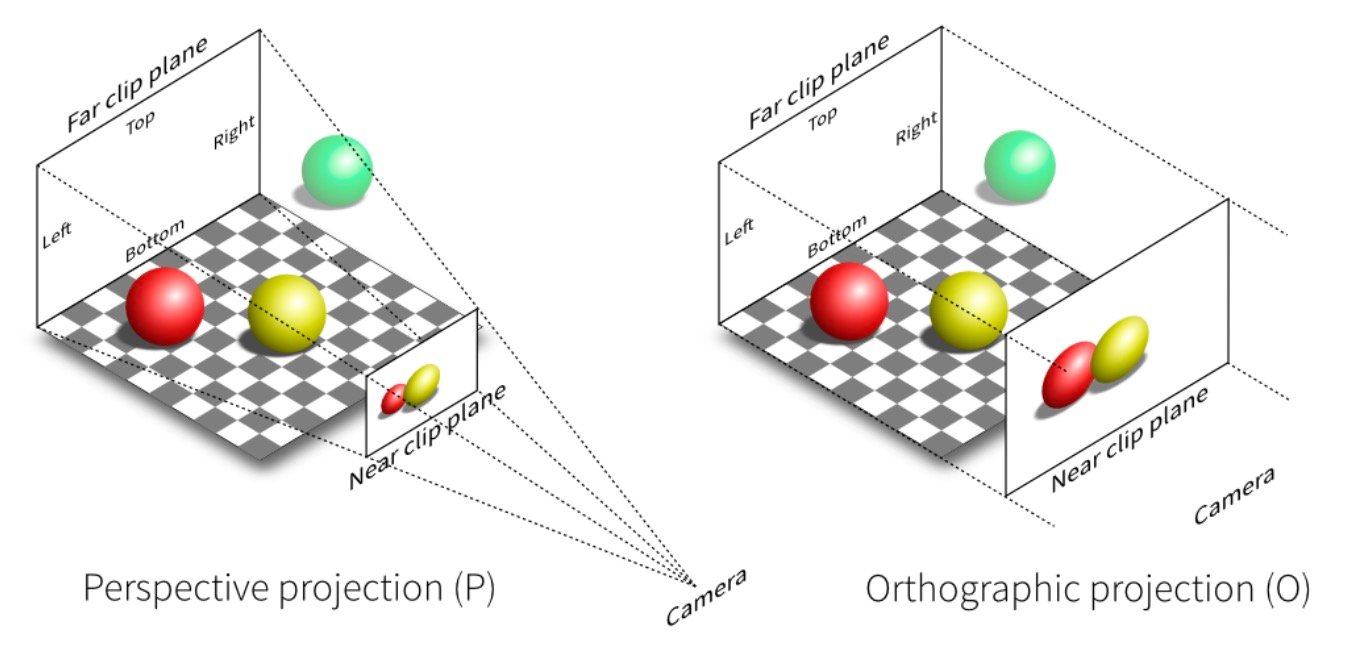 Far clip plane
Top
Right
Left
Bottom
Near clip plane
Camera
Perspective projection (P)
Far clip plane
Top
Right
Left
Bottom
Near clip plane
Camera
Orthographic projection (O)